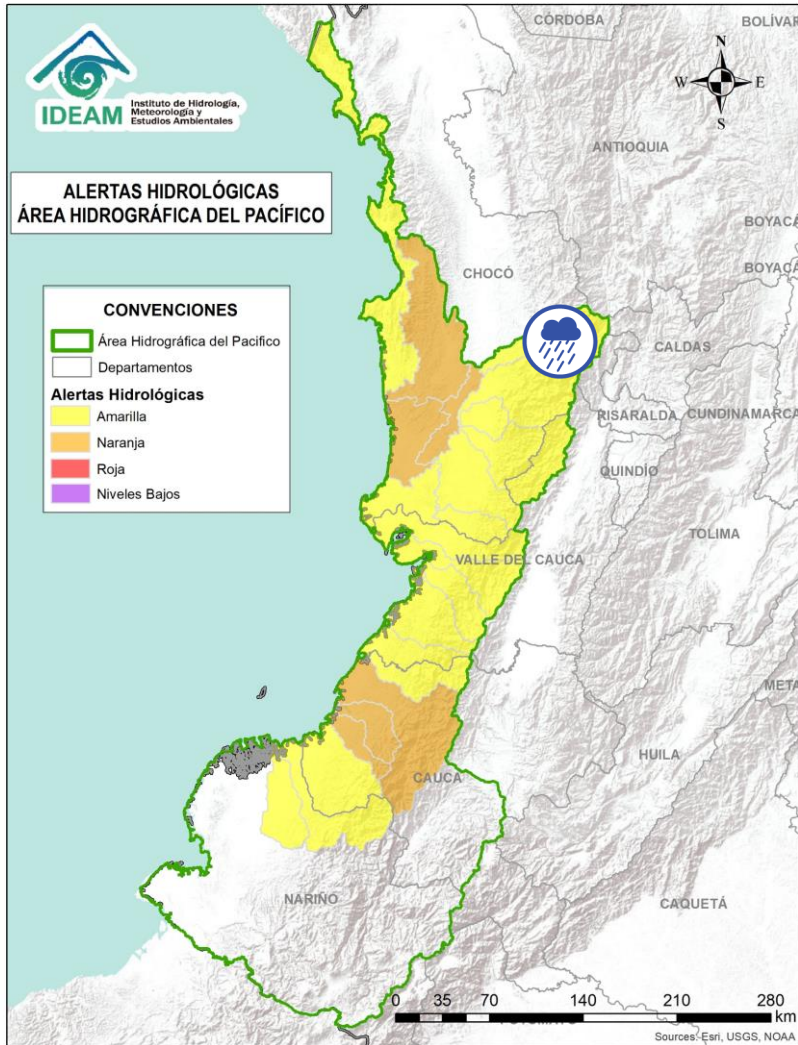 CÓRDOBA
BOLÍVAR
N
W
E
S
IDEAM
Instituto de Hidrología,
Meteorología y
Estudios Ambientales
ANTIOQUIA
ALERTAS HIDROLÓGICAS
ÁREA HIDROGRÁFICA DEL PACÍFICO
BOYACÁ
BOYACÁ
CHOCÓ
CONVENCIONES
Área Hidrográfica del Pacifico
Departamentos
Alertas Hidrológicas
Amarilla
Naranja
Roja
Niveles Bajos
CALDAS
RISARALDA
CUNDINAMARCA
QUINDÍO
TOLIMA
VALLE DEL CAUCA
META
HUILA
CAUCA
NARIÑO
CAQUETÁ
0 35 70 140 210 280
km
Sources: Esri, USGS, NOAA